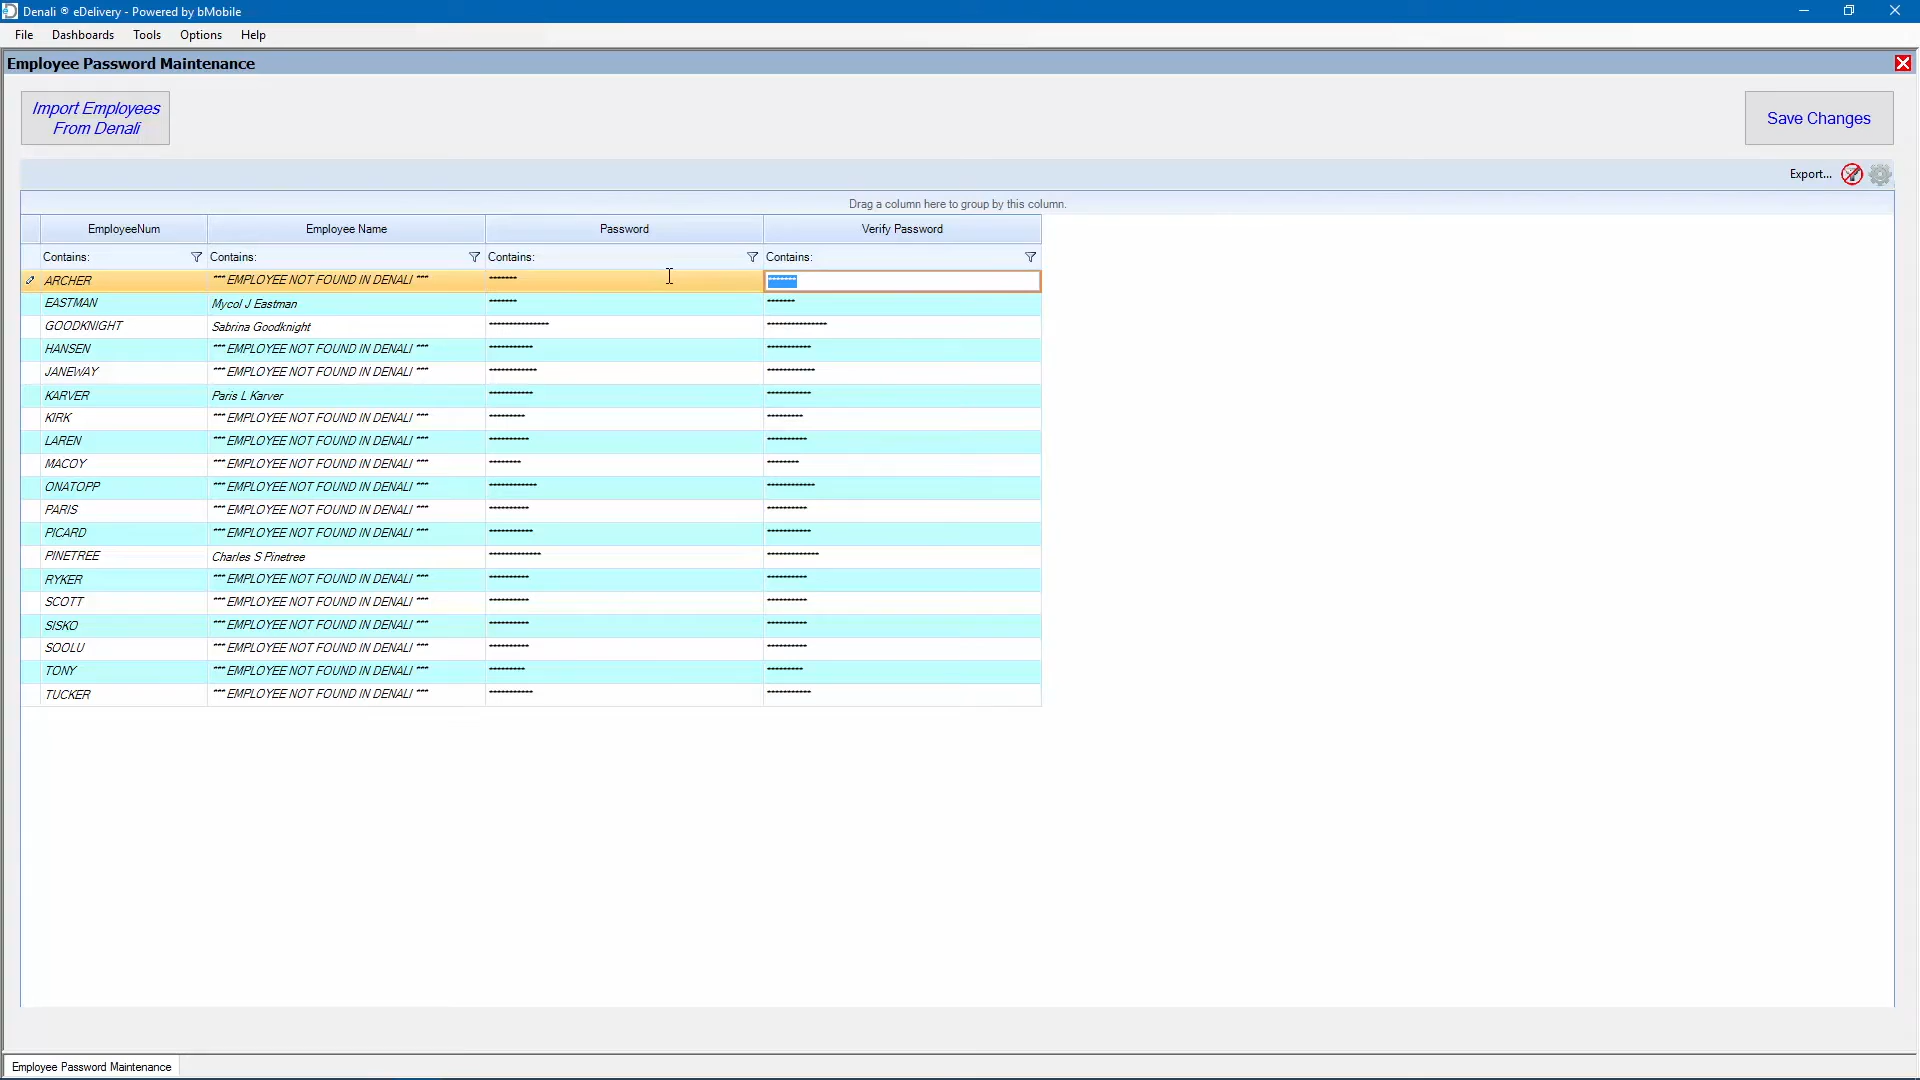 Denali ® eDelivery - Powered by bMobile
File Dashboards Tools Options Help
Employee Password Maintenance
Import Employees
From Denali
Save Changes
Export...
Drag a column here to group by this column.
EmployeeNum Employee Name Password Verify Password
Contains: Contains: Contains: Contains:
ARCHER *** EMPLOYEE NOT FOUND IN DENALI *** ******* *******
EASTMAN Mycol J Eastman ******* *******
GOODKNIGHT Sabrina Goodknight *************** ***************
HANSEN *** EMPLOYEE NOT FOUND IN DENALI *** *********** ***********
JANEWAY *** EMPLOYEE NOT FOUND IN DENALI *** ************ ************
KARVER Paris L Karver *********** ***********
KIRK *** EMPLOYEE NOT FOUND IN DENALI *** ********* *********
LAREN *** EMPLOYEE NOT FOUND IN DENALI *** ********** **********
MACOY *** EMPLOYEE NOT FOUND IN DENALI *** ******** ********
ONATOPP *** EMPLOYEE NOT FOUND IN DENALI *** ************ ************
PARIS *** EMPLOYEE NOT FOUND IN DENALI *** ********** **********
PICARD *** EMPLOYEE NOT FOUND IN DENALI *** *********** ***********
PINETREE Charles S Pinetree ************* *************
RYKER *** EMPLOYEE NOT FOUND IN DENALI *** ********** **********
SCOTT *** EMPLOYEE NOT FOUND IN DENALI *** ********** **********
SISKO *** EMPLOYEE NOT FOUND IN DENALI *** ********** **********
SOOLU *** EMPLOYEE NOT FOUND IN DENALI *** ********** **********
TONY *** EMPLOYEE NOT FOUND IN DENALI *** ********* *********
TUCKER *** EMPLOYEE NOT FOUND IN DENALI *** *********** ***********
Employee Password Maintenance